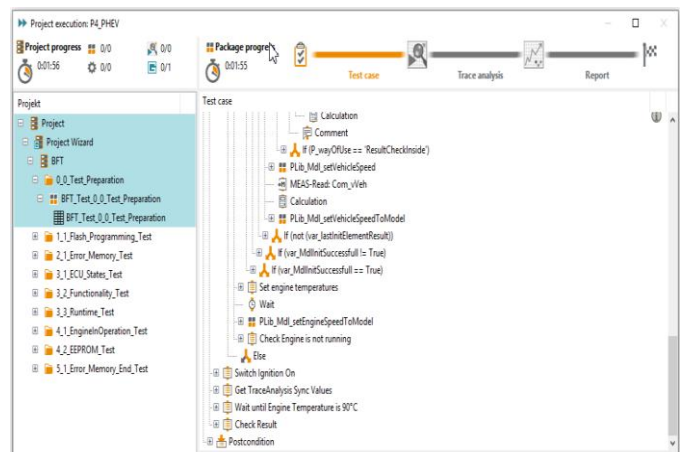 Project execution: P4_PHEV
Project progress 0/0 0/0
0:01:56 0/0 0/1
Package progress
0:01:55
Test case Trace analysis Report
Projekt
Project
Project Wizard
BFT
0_0_Test_Preparation
BFT_Test_0_0_Test_Preparation
BFT_Test_0_0_Test_Preparation
1_1_Flash_Programming_Test
2_1_Error_Memory_Test
3_1_ECU_States_Test
3_2_Functionality_Test
3_3_Runtime_Test
4_1_EngineInOperation_Test
4_2_EEPROM_Test
5_1_Error_Memory_End_Test
Test case
Calculation
Comment
If (P_wayOfUse == 'ResultCheckInside')
PLib_Mdl_setVehicleSpeed
MEAS-Read: Com_vVeh
Calculation
PLib_Mdl_setVehicleSpeedToModel
If (not (var_lastInitElementResult))
If (var_MdlInitSuccessfull != True)
If (var_MdlInitSuccessfull == True)
Set engine temperatures
Wait
PLib_Mdl_setEngineSpeedToModel
Check Engine is not running
Else
Switch Ignition On
Get TraceAnalysis Sync Values
Wait until Engine Temperature is 90°C
Check Result
Postcondition